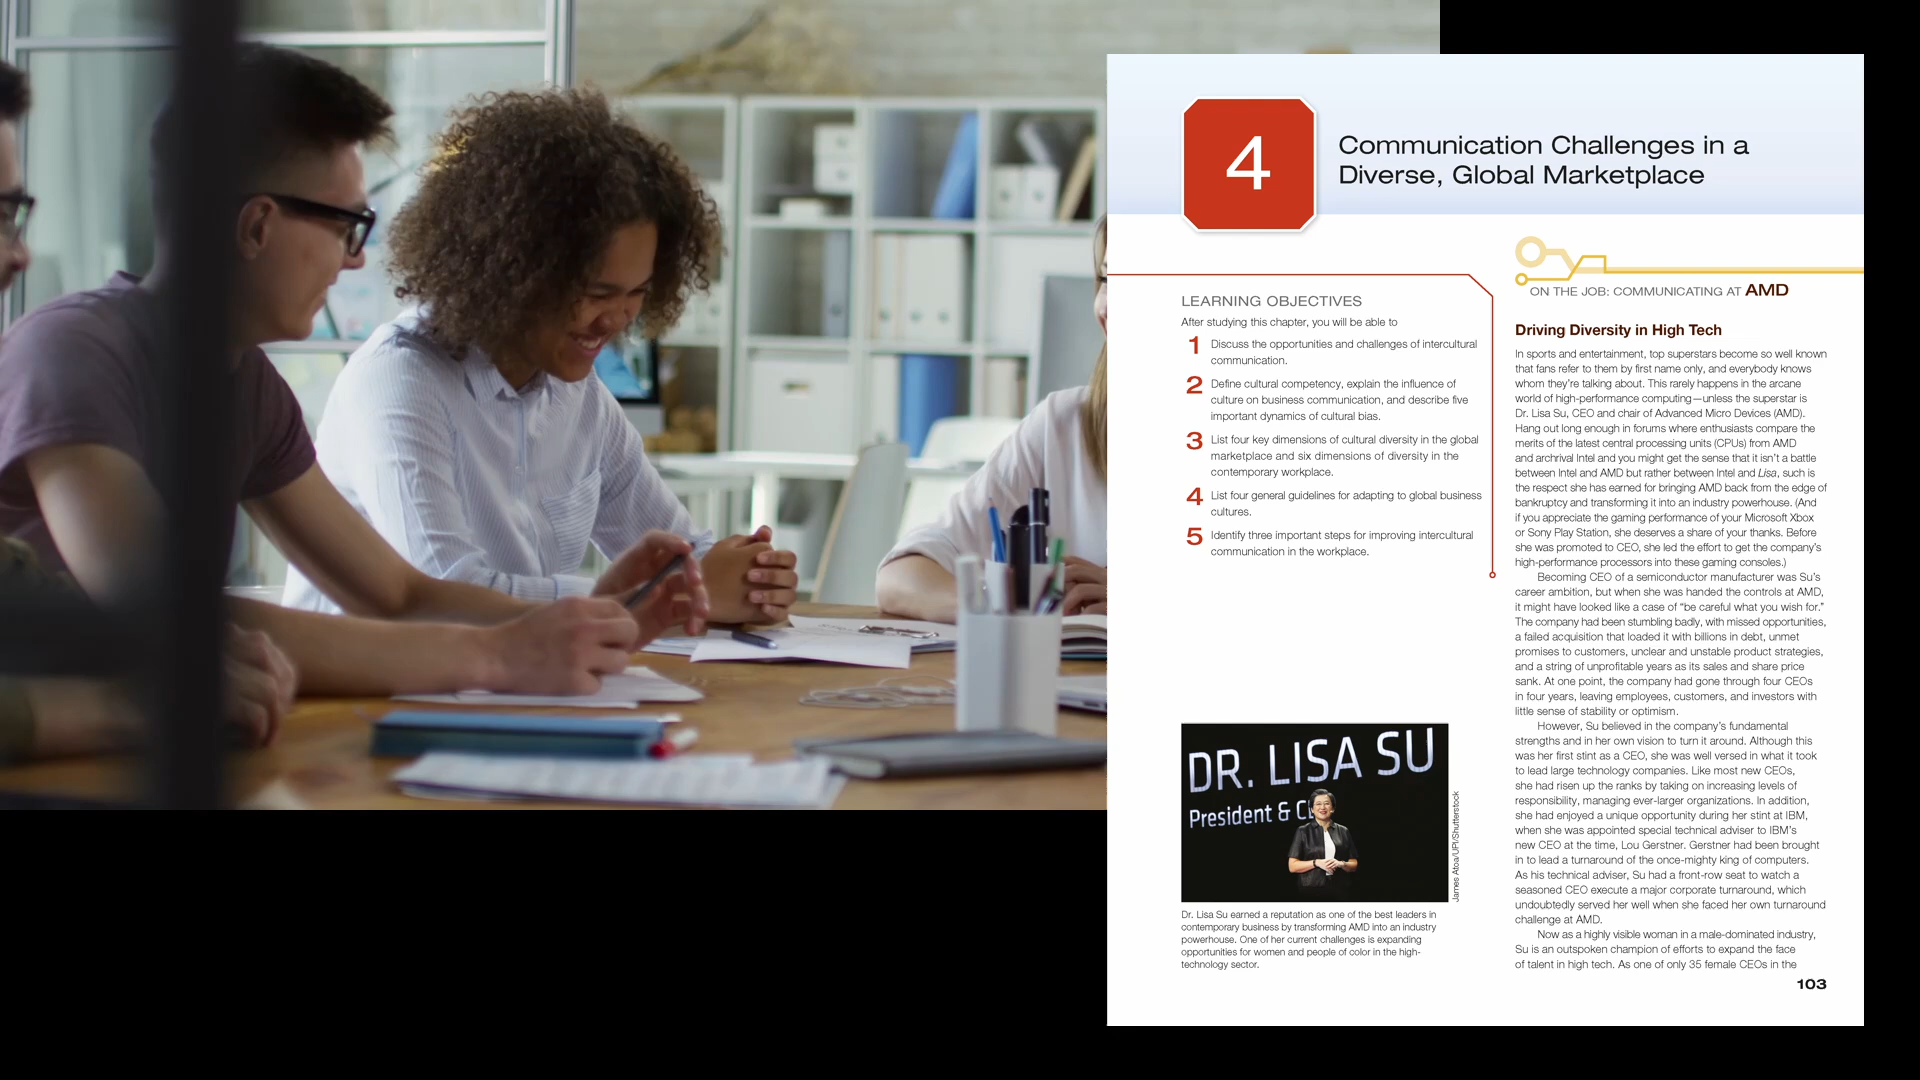 4
Communication Challenges in a
Diverse, Global Marketplace
LEARNING OBJECTIVES
After studying this chapter, you will be able to
1 Discuss the opportunities and challenges of intercultural
communication.
2 Define cultural competency, explain the influence of
culture on business communication, and describe five
important dynamics of cultural bias.
3 List four key dimensions of cultural diversity in the global
marketplace and six dimensions of diversity in the
contemporary workplace.
4 List four general guidelines for adapting to global business
cultures.
5 Identify three important steps for improving intercultural
communication in the workplace.
DR. LISA SU
President & CE
James Atoa/UPI/Shutterstock
Dr. Lisa Su earned a reputation as one of the best leaders in
contemporary business by transforming AMD into an industry
powerhouse. One of her current challenges is expanding
opportunities for women and people of color in the high-
technology sector.
ON THE JOB: COMMUNICATING AT AMD
Driving Diversity in High Tech
In sports and entertainment, top superstars become so well known
that fans refer to them by first name only, and everybody knows
whom they're talking about. This rarely happens in the arcane
world of high-performance computing—unless the superstar is
Dr. Lisa Su, CEO and chair of Advanced Micro Devices (AMD).
Hang out long enough in forums where enthusiasts compare the
merits of the latest central processing units (CPUs) from AMD
and archrival Intel and you might get the sense that it isn't a battle
between Intel and AMD but rather between Intel and Lisa, such is
the respect she has earned for bringing AMD back from the edge of
bankruptcy and transforming it into an industry powerhouse. (And
if you appreciate the gaming performance of your Microsoft Xbox
or Sony Play Station, she deserves a share of your thanks. Before
she was promoted to CEO, she led the effort to get the company's
high-performance processors into these gaming consoles.)
Becoming CEO of a semiconductor manufacturer was Su's
career ambition, but when she was handed the controls at AMD,
it might have looked like a case of "be careful what you wish for."
The company had been stumbling badly, with missed opportunities,
a failed acquisition that loaded it with billions in debt, unmet
promises to customers, unclear and unstable product strategies,
and a string of unprofitable years as its sales and share price
sank. At one point, the company had gone through four CEOs
in four years, leaving employees, customers, and investors with
little sense of stability or optimism.
However, Su believed in the company's fundamental
strengths and in her own vision to turn it around. Although this
was her first stint as a CEO, she was well versed in what it took
to lead large technology companies. Like most new CEOs,
she had risen up the ranks by taking on increasing levels of
responsibility, managing ever-larger organizations. In addition,
she had enjoyed a unique opportunity during her stint at IBM,
when she was appointed special technical adviser to IBM's
new CEO at the time, Lou Gerstner. Gerstner had been brought
in to lead a turnaround of the once-mighty king of computers.
As his technical adviser, Su had a front-row seat to watch a
seasoned CEO execute a major corporate turnaround, which
undoubtedly served her well when she faced her own turnaround
challenge at AMD.
Now as a highly visible woman in a male-dominated industry,
Su is an outspoken champion of efforts to expand the face
of talent in high tech. As one of only 35 female CEOs in the
103